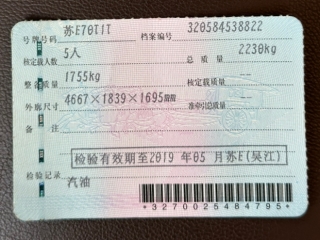 号牌号码 苏E70T1T 档案编号 320584538822
核定载人数 5人 总质量 2230kg
整备质量 1755kg 核定载质量 --
外廓尺寸 4667×1839×1695mm 准牵引总质量 --
备注
检验有效期至2019 年05 月苏E(吴江)
检验记录 汽油
*3270025484795*